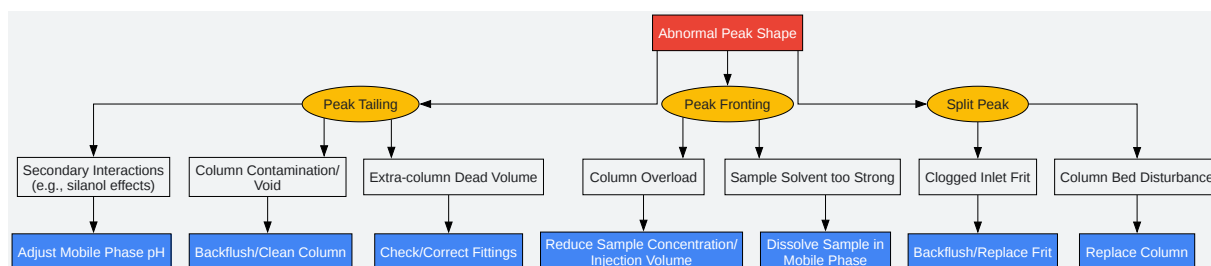 Abnormal Peak Shape
Peak Tailing
Peak Fronting
Split Peak
Secondary Interactions
(e.g., silanol effects)
Column Contamination/
Void
Extra-column Dead Volume
Column Overload
Sample Solvent too Strong
Clogged Inlet Frit
Column Bed Disturbance
Adjust Mobile Phase pH
Backflush/Clean Column
Check/Correct Fittings
Reduce Sample Concentration/
Injection Volume
Dissolve Sample in
Mobile Phase
Backflush/Replace Frit
Replace Column